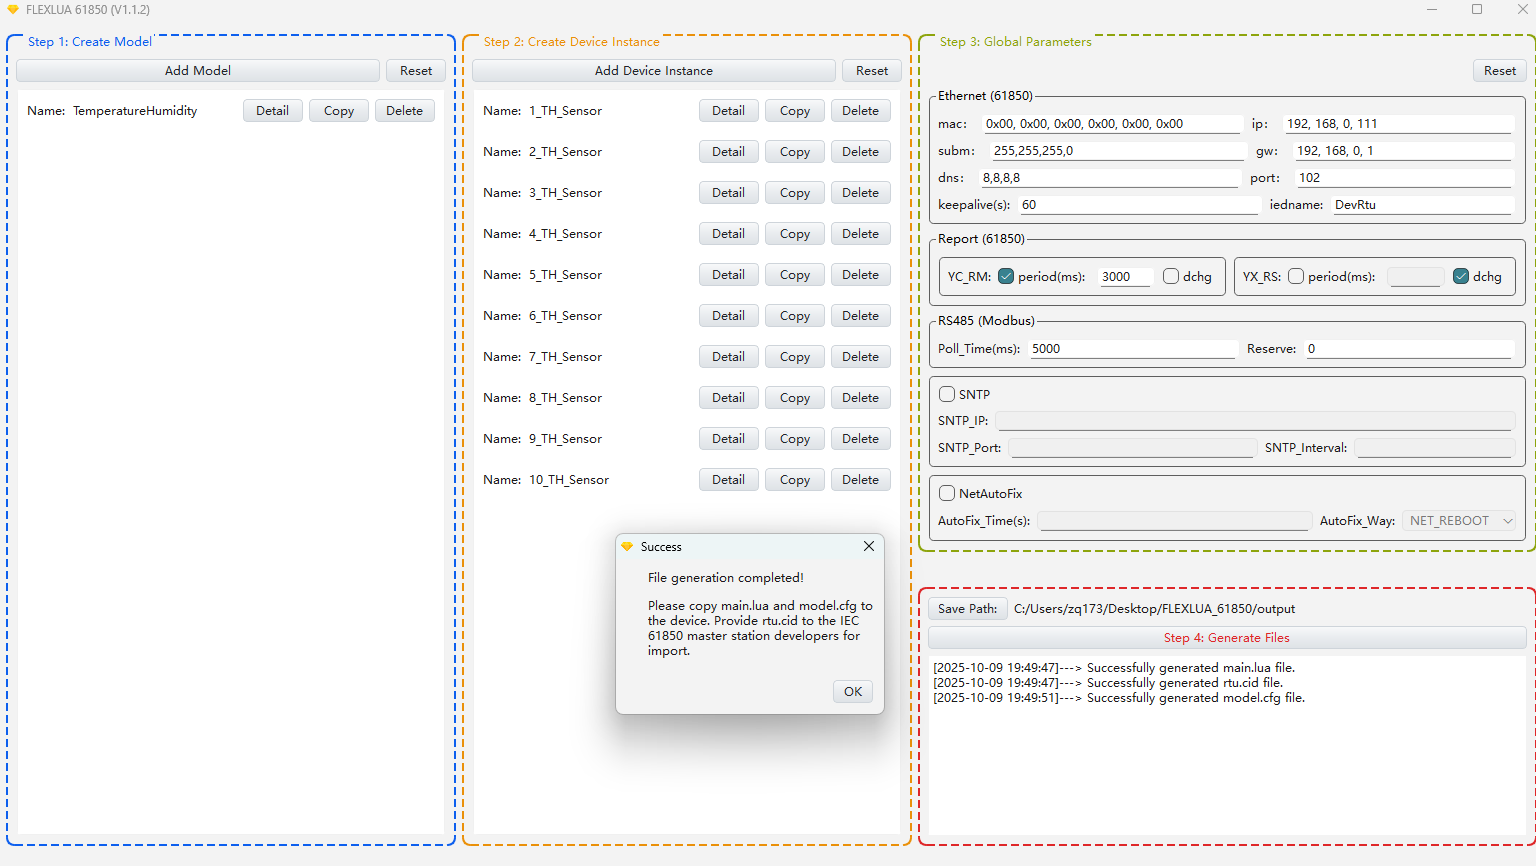 FLEXLUA 61850 (V1.1.2)
Step 1: Create Model
Add Model
Reset
Name: TemperatureHumidity Detail Copy Delete
Step 2: Create Device Instance
Add Device Instance
Reset
Name: 1_TH_Sensor Detail Copy Delete
Name: 2_TH_Sensor Detail Copy Delete
Name: 3_TH_Sensor Detail Copy Delete
Name: 4_TH_Sensor Detail Copy Delete
Name: 5_TH_Sensor Detail Copy Delete
Name: 6_TH_Sensor Detail Copy Delete
Name: 7_TH_Sensor Detail Copy Delete
Name: 8_TH_Sensor Detail Copy Delete
Name: 9_TH_Sensor Detail Copy Delete
Name: 10_TH_Sensor Detail Copy Delete
Success
File generation completed!
Please copy main.lua and model.cfg to
the device. Provide rtu.cid to the IEC
61850 master station developers for
import.
OK
Step 3: Global Parameters
Reset
Ethernet (61850)
mac: 0x00, 0x00, 0x00, 0x00, 0x00, 0x00 ip: 192, 168, 0, 111
subm: 255,255,255,0 gw: 192, 168, 0, 1
dns: 8,8,8,8 port: 102
keepalive(s): 60 iedname: DevRtu
Report (61850)
YC_RM: period(ms): 3000 dchg YX_RS: period(ms): dchg
RS485 (Modbus)
Poll_Time(ms): 5000 Reserve: 0
SNTP
SNTP_IP:
SNTP_Port: SNTP_Interval:
NetAutoFix
AutoFix_Time(s): AutoFix_Way: NET_REBOOT
Save Path: C:/Users/zq173/Desktop/FLEXLUA_61850/output
Step 4: Generate Files
[2025-10-09 19:49:47]---> Successfully generated main.lua file.
[2025-10-09 19:49:47]---> Successfully generated rtu.cid file.
[2025-10-09 19:49:51]---> Successfully generated model.cfg file.